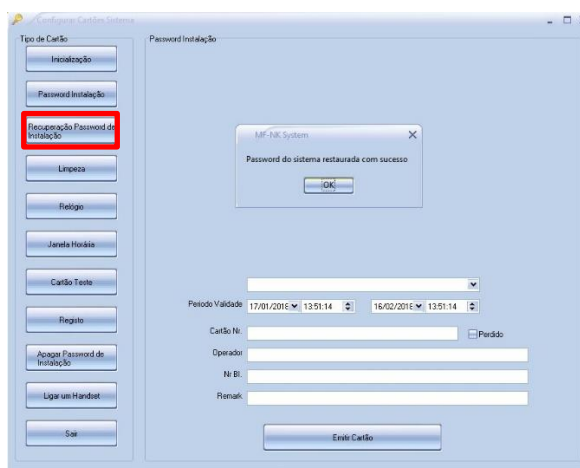 Configurar Cartões Sistema
Tipo de Cartão
Password Instalação
Inicialização
Password Instalação
Recuperação Password de
Instalação
Limpeza
Relógio
Janela Horária
Cartão Teste
Registo
Apagar Password de
Instalação
Ligar um Handset
Sair
MF-NK System
Password do sistema restaurada com sucesso
OK
Periodo Validade 17/01/2018 13:51:14 16/02/2018 13:51:14
Cartão Nr. Perdido
Operador
Nr BI.
Remark
Emitir Cartão